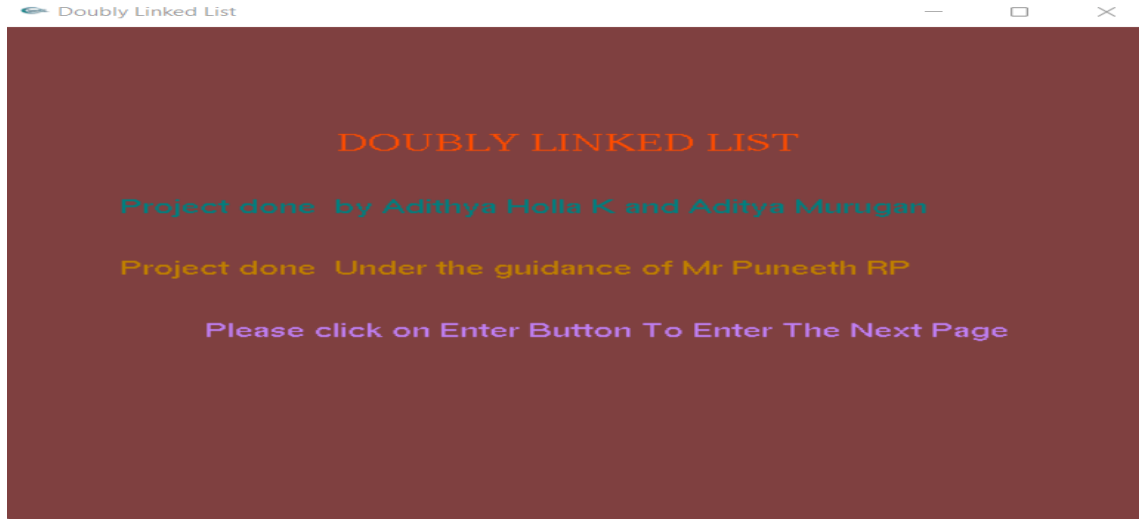 Doubly Linked List
DOUBLY LINKED LIST
Project done by Adithya Holla K and Aditya Murugan
Project done Under the guidance of Mr Puneeth RP
Please click on Enter Button To Enter The Next Page